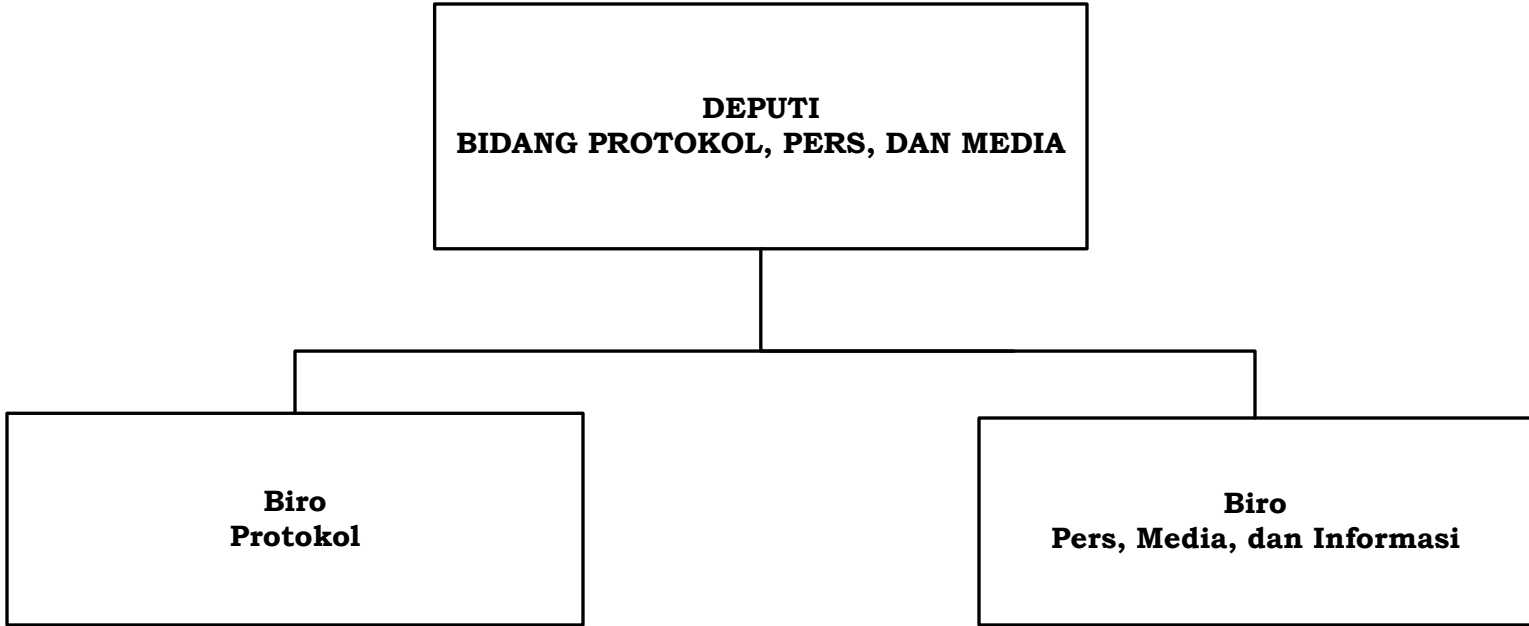 DEPUTI
BIDANG PROTOKOL, PERS, DAN MEDIA
Biro
Protokol
Biro
Pers, Media, dan Informasi